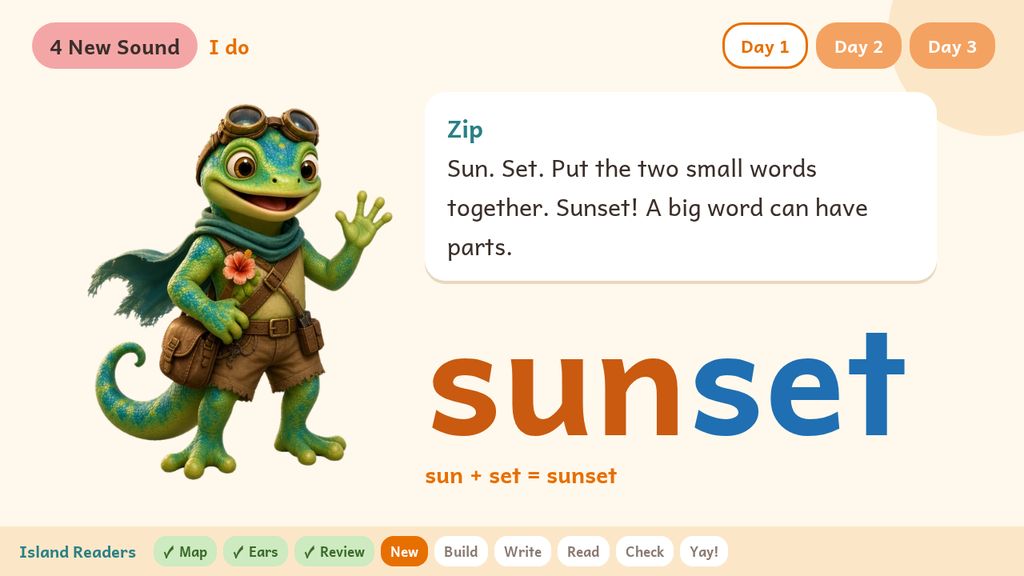 4 New Sound I do
Day 1 Day 2 Day 3
Zip
Sun. Set. Put the two small words
together. Sunset! A big word can have
parts.
sunset
sun + set = sunset
Island Readers ✓ Map ✓ Ears ✓ Review New Build Write Read Check Yay!